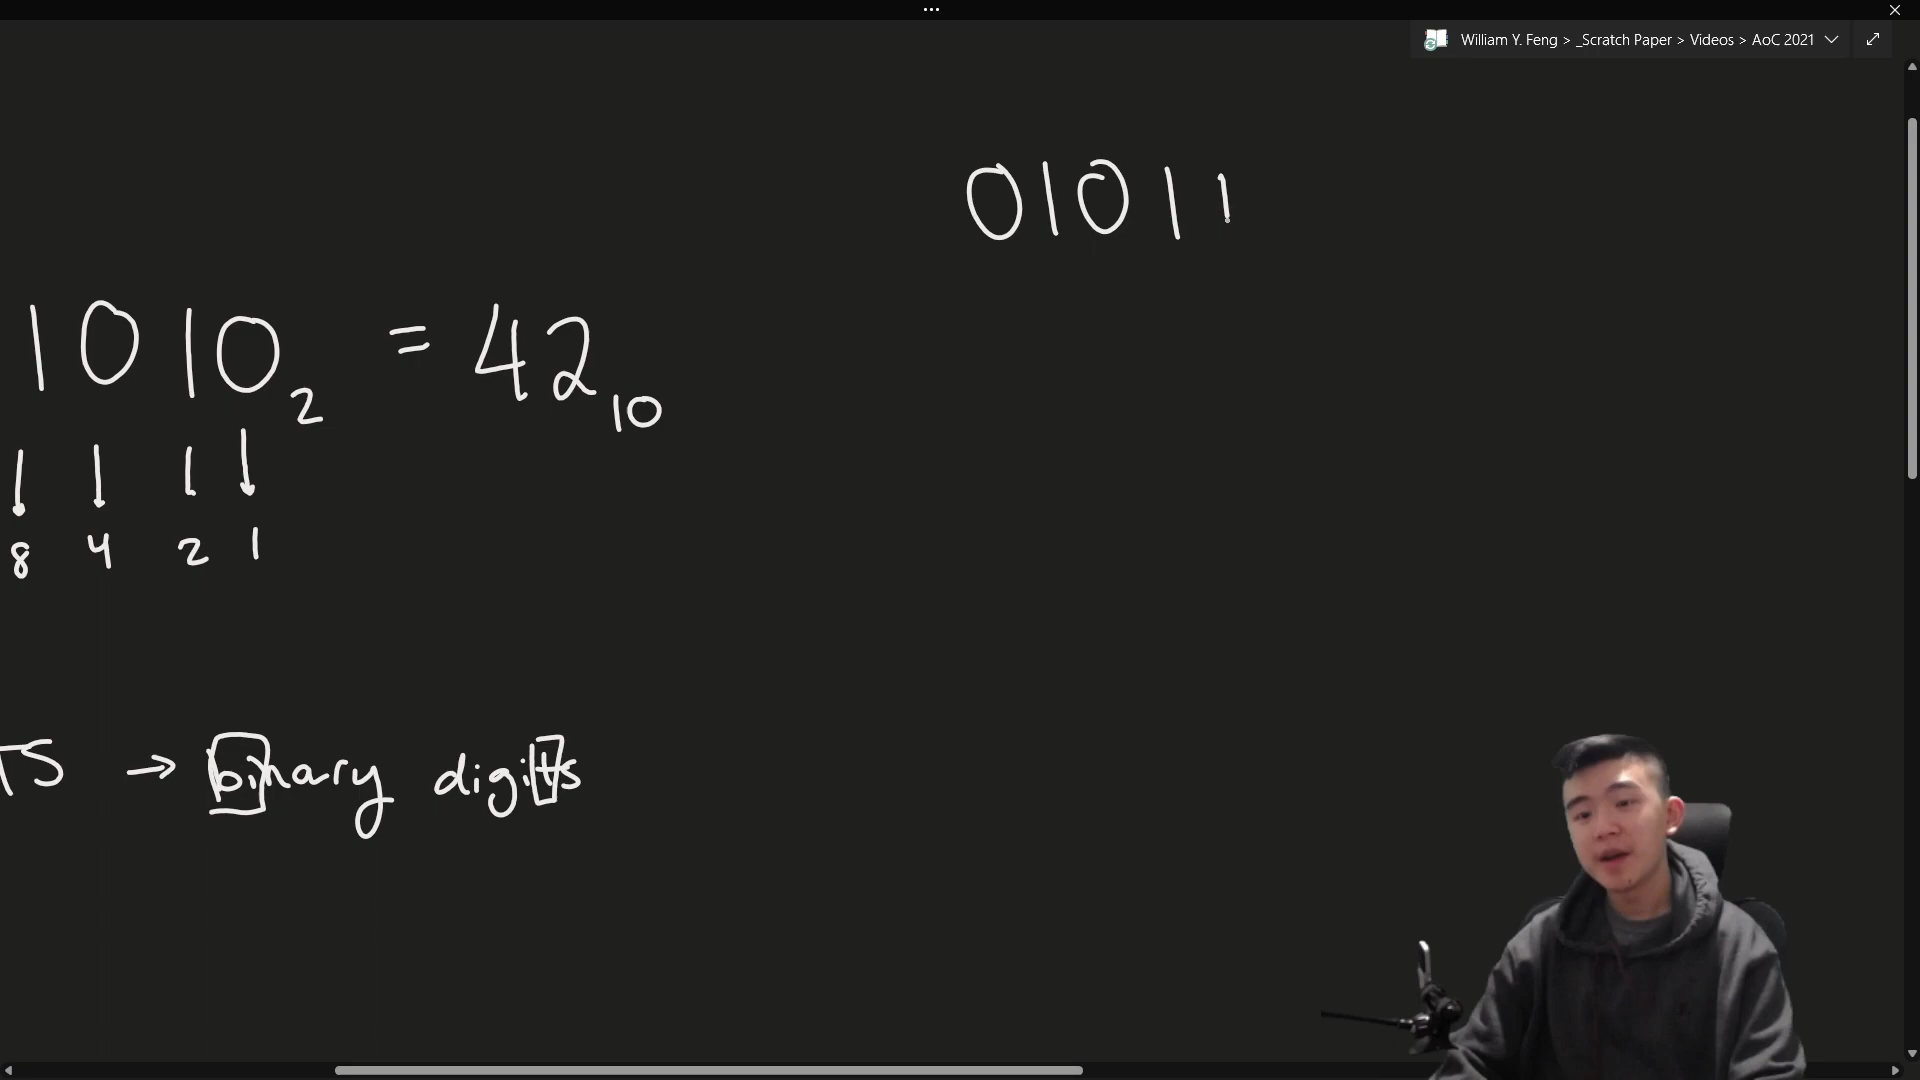 ...
William Y. Feng > _Scratch Paper > Videos > AoC 2021
01011
1010₂ = 42₁₀
8 4 2 1
TS → binary digits